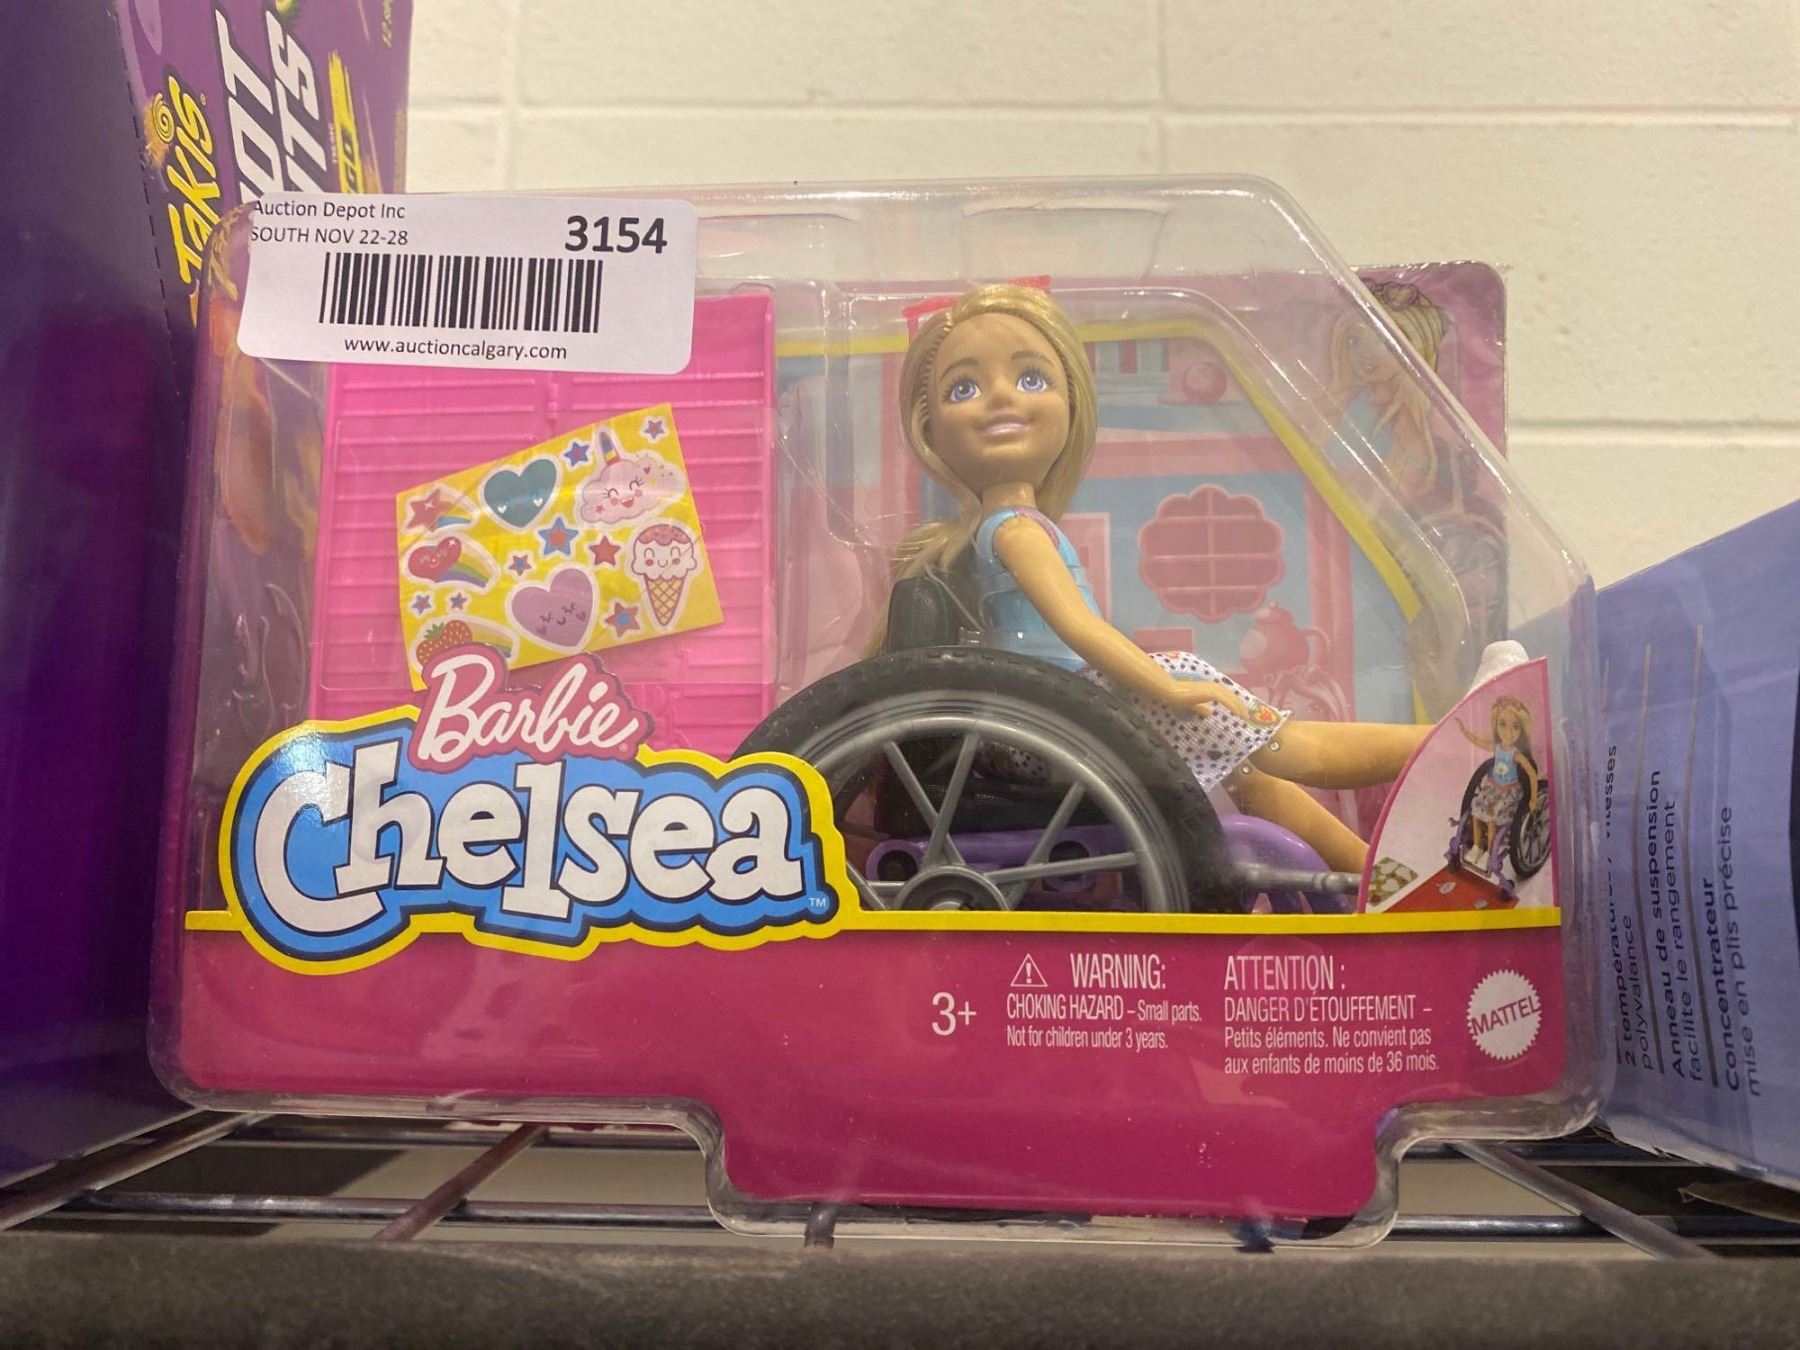 Takis
Auction Depot Inc
SOUTH NOV 22-28
3154
www.auctioncalgary.com
Barbie
Chelsea™
3+
WARNING:
CHOKING HAZARD – Small parts.
Not for children under 3 years.
ATTENTION :
DANGER D'ÉTOUFFEMENT –
Petits éléments. Ne convient pas
aux enfants de moins de 36 mois.
MATTEL
polyvalance
Anneau de suspension
facilite le rangement
Concentrateur
mise en plis précise